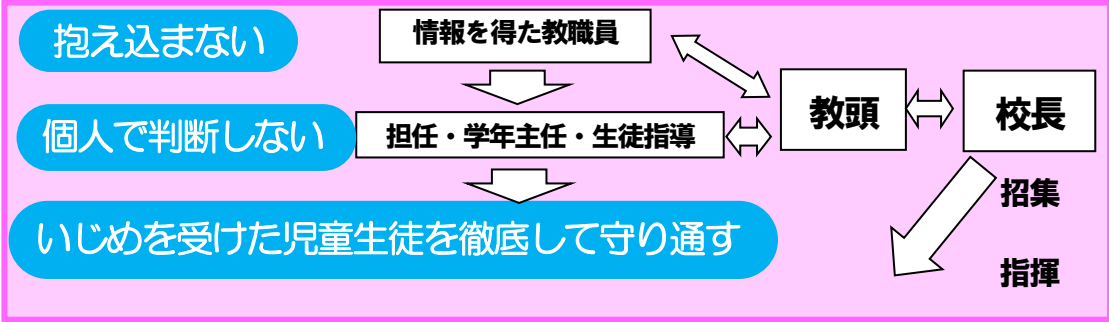 抱え込まない
情報を得た教職員
個人で判断しない
担任・学年主任・生徒指導
教頭
校長
招集
指揮
いじめを受けた児童生徒を徹底して守り通す